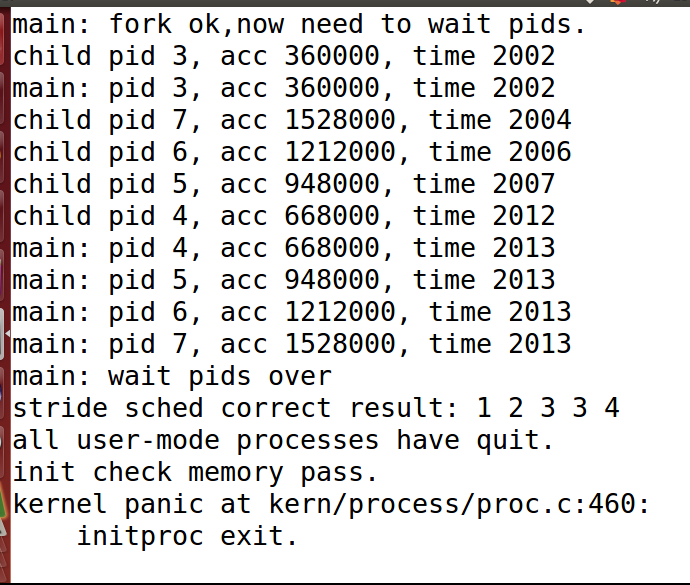 main: fork ok,now need to wait pids.
child pid 3, acc 360000, time 2002
main: pid 3, acc 360000, time 2002
child pid 7, acc 1528000, time 2004
child pid 6, acc 1212000, time 2006
child pid 5, acc 948000, time 2007
child pid 4, acc 668000, time 2012
main: pid 4, acc 668000, time 2013
main: pid 5, acc 948000, time 2013
main: pid 6, acc 1212000, time 2013
main: pid 7, acc 1528000, time 2013
main: wait pids over
stride sched correct result: 1 2 3 3 4
all user-mode processes have quit.
init check memory pass.
kernel panic at kern/process/proc.c:460:
    initproc exit.